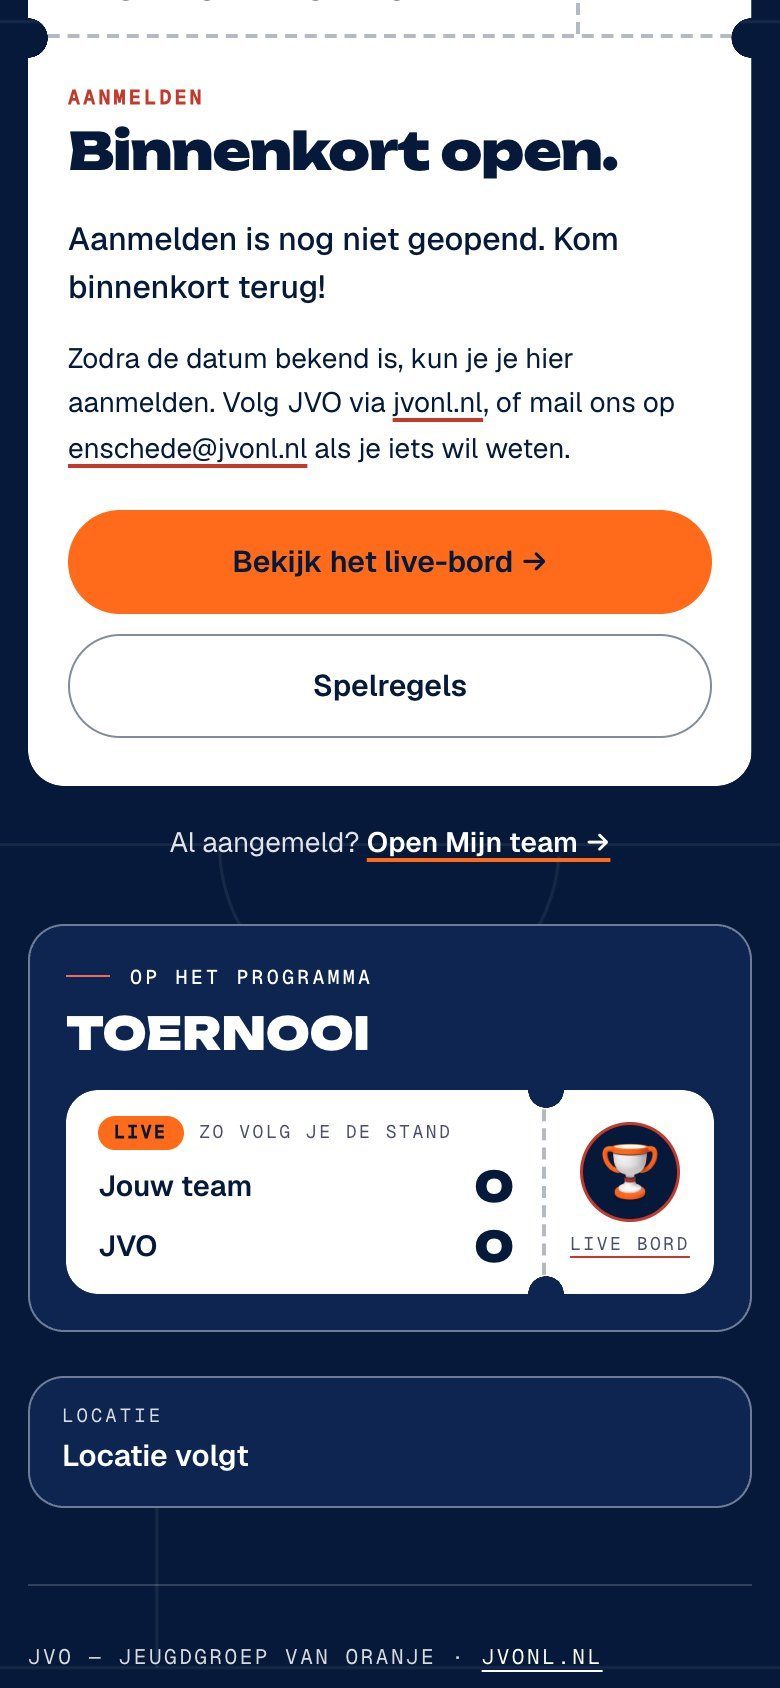 AANMELDEN
Binnenkort open.
Aanmelden is nog niet geopend. Kom
binnenkort terug!
Zodra de datum bekend is, kun je je hier
aanmelden. Volg JVO via jvonl.nl, of mail ons op
enschede@jvonl.nl als je iets wil weten.
Bekijk het live-bord →
Spelregels
Al aangemeld? Open Mijn team →
OP HET PROGRAMMA
TOERNOOI
LIVE ZO VOLG JE DE STAND
Jouw team 0
JVO 0
LIVE BORD
LOCATIE
Locatie volgt
JVO — JEUGDGROEP VAN ORANJE · JVONL.NL